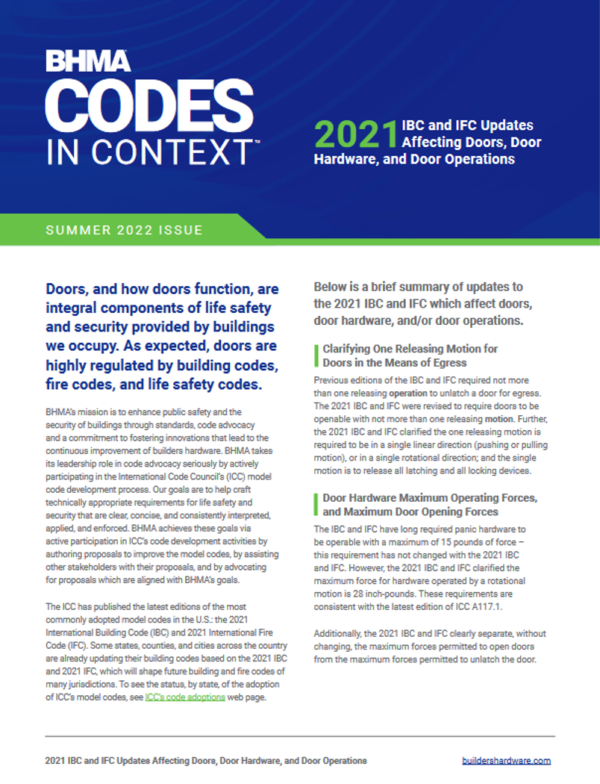 BHMA
CODES
IN CONTEXT™
2021 IBC and IFC Updates
Affecting Doors, Door
Hardware, and Door Operations
SUMMER 2022 ISSUE
Doors, and how doors function, are
integral components of life safety
and security provided by buildings
we occupy. As expected, doors are
highly regulated by building codes,
fire codes, and life safety codes.
BHMA's mission is to enhance public safety and the
security of buildings through standards, code advocacy
and a commitment to fostering innovations that lead to the
continuous improvement of builders hardware. BHMA takes
its leadership role in code advocacy seriously by actively
participating in the International Code Council's (ICC) model
code development process. Our goals are to help craft
technically appropriate requirements for life safety and
security that are clear, concise, and consistently interpreted,
applied, and enforced. BHMA achieves these goals via
active participation in ICC's code development activities by
authoring proposals to improve the model codes, by assisting
other stakeholders with their proposals, and by advocating
for proposals which are aligned with BHMA's goals.
The ICC has published the latest editions of the most
commonly adopted model codes in the U.S.: the 2021
International Building Code (IBC) and 2021 International Fire
Code (IFC). Some states, counties, and cities across the country
are already updating their building codes based on the 2021 IBC
and 2021 IFC, which will shape future building and fire codes of
many jurisdictions. To see the status, by state, of the adoption
of ICC's model codes, see ICC's code adoptions web page.
Below is a brief summary of updates to
the 2021 IBC and IFC which affect doors,
door hardware, and/or door operations.
Clarifying One Releasing Motion for
Doors in the Means of Egress
Previous editions of the IBC and IFC required not more
than one releasing operation to unlatch a door for egress.
The 2021 IBC and IFC were revised to require doors to be
openable with not more than one releasing motion. Further,
the 2021 IBC and IFC clarified the one releasing motion is
required to be in a single linear direction (pushing or pulling
motion), or in a single rotational direction; and the single
motion is to release all latching and all locking devices.
Door Hardware Maximum Operating Forces,
and Maximum Door Opening Forces
The IBC and IFC have long required panic hardware to
be operable with a maximum of 15 pounds of force –
this requirement has not changed with the 2021 IBC
and IFC. However, the 2021 IBC and IFC clarified the
maximum force for hardware operated by a rotational
motion is 28 inch-pounds. These requirements are
consistent with the latest edition of ICC A117.1.
Additionally, the 2021 IBC and IFC clearly separate, without
changing, the maximum forces permitted to open doors
from the maximum forces permitted to unlatch the door.
2021 IBC and IFC Updates Affecting Doors, Door Hardware, and Door Operations
buildershardware.com